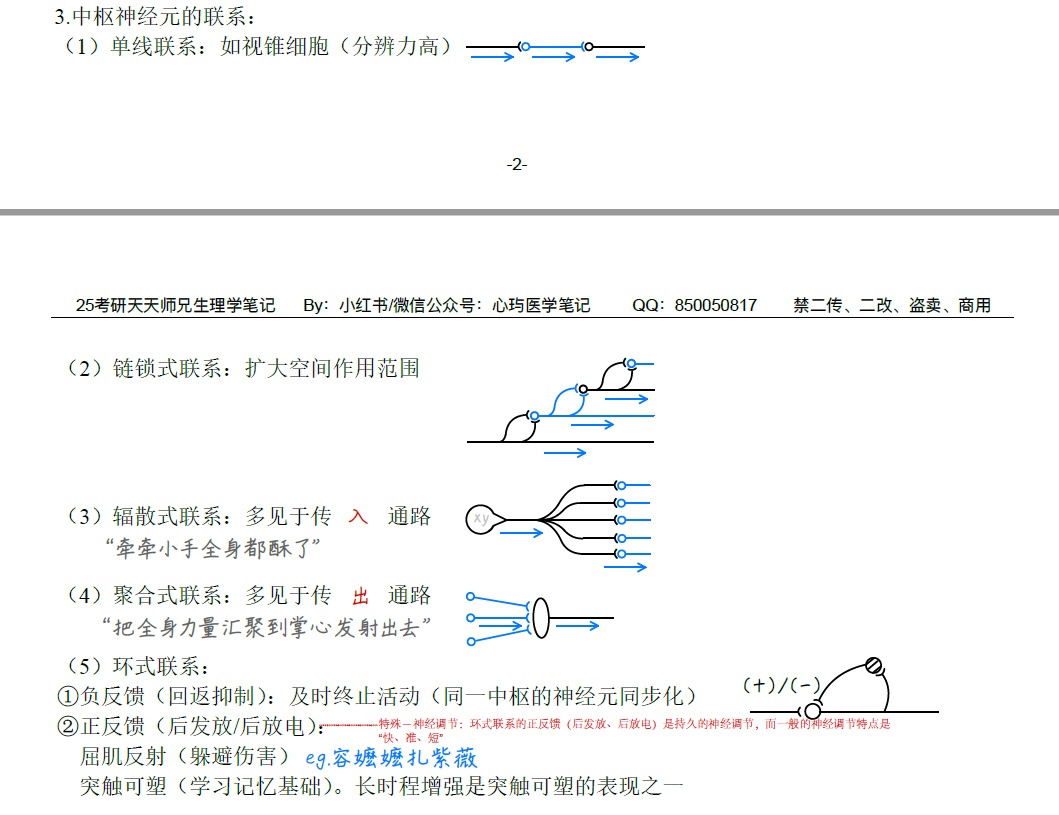 3.中枢神经元的联系：
（1）单线联系：如视锥细胞（分辨力高）
-2-
25考研天天师兄生理学笔记 By：小红书/微信公众号：心玙医学笔记 QQ：850050817 禁二传、二改、盗卖、商用
（2）链锁式联系：扩大空间作用范围
（3）辐散式联系：多见于传 入 通路
xy
“牵牵小手全身都酥了”
（4）聚合式联系：多见于传 出 通路
“把全身力量汇聚到掌心发射出去”
（5）环式联系：
①负反馈（回返抑制）：及时终止活动（同一中枢的神经元同步化）
(+)/(-)
②正反馈（后发放/后放电）：
特殊－神经调节：环式联系的正反馈（后发放、后放电）是持久的神经调节，而一般的神经调节特点是
“快、准、短”
屈肌反射（躲避伤害） eg.容嬷嬷扎紫薇
突触可塑（学习记忆基础）。长时程增强是突触可塑的表现之一